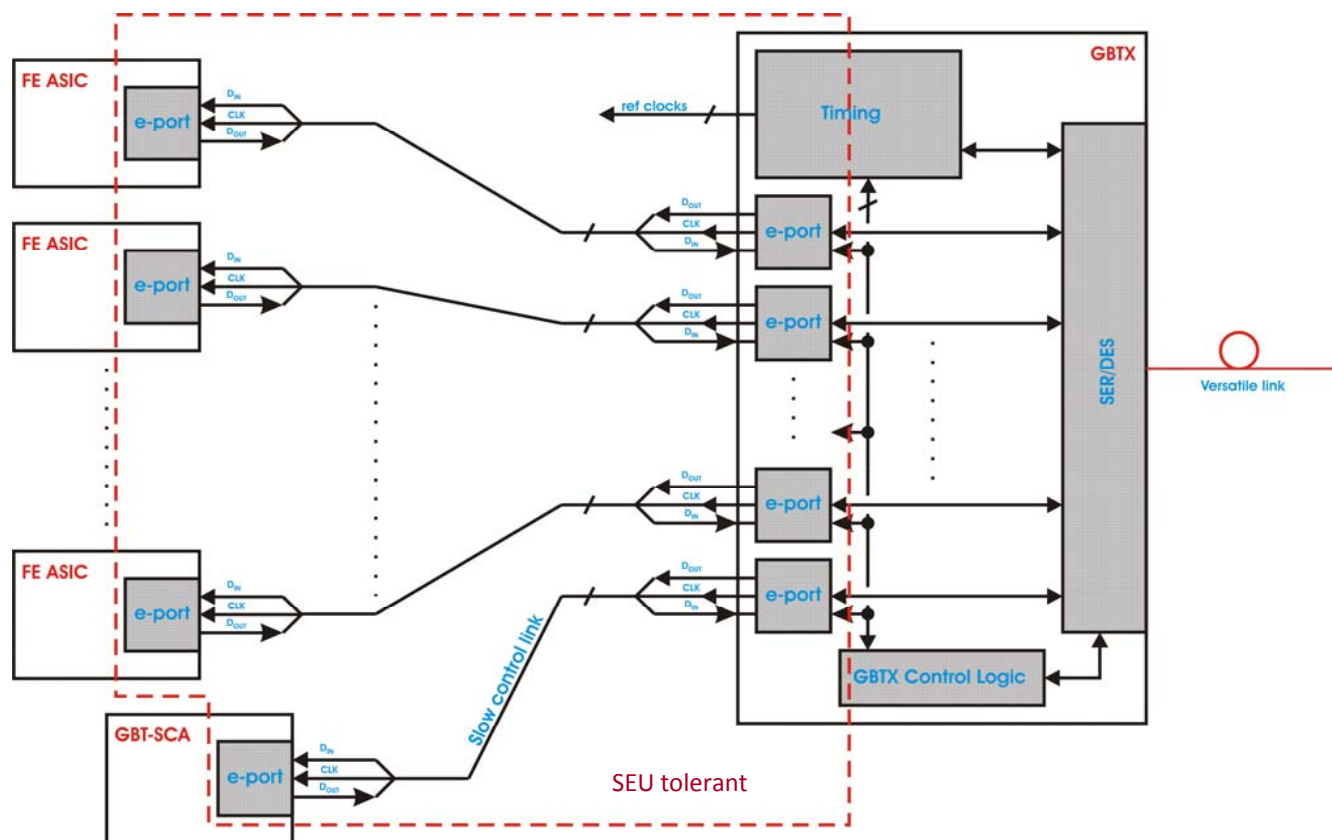 FE ASIC
e-port
DIN
CLK
DOUT
FE ASIC
e-port
DIN
CLK
DOUT
FE ASIC
e-port
DIN
CLK
DOUT
GBT-SCA
e-port
DIN
CLK
DOUT
Slow control link
SEU tolerant
ref clocks
GBTX
Timing
DOUT
CLK
DIN
e-port
DOUT
CLK
DIN
e-port
DOUT
CLK
DIN
e-port
DOUT
CLK
DIN
e-port
GBTX Control Logic
SER/DES
Versatile link